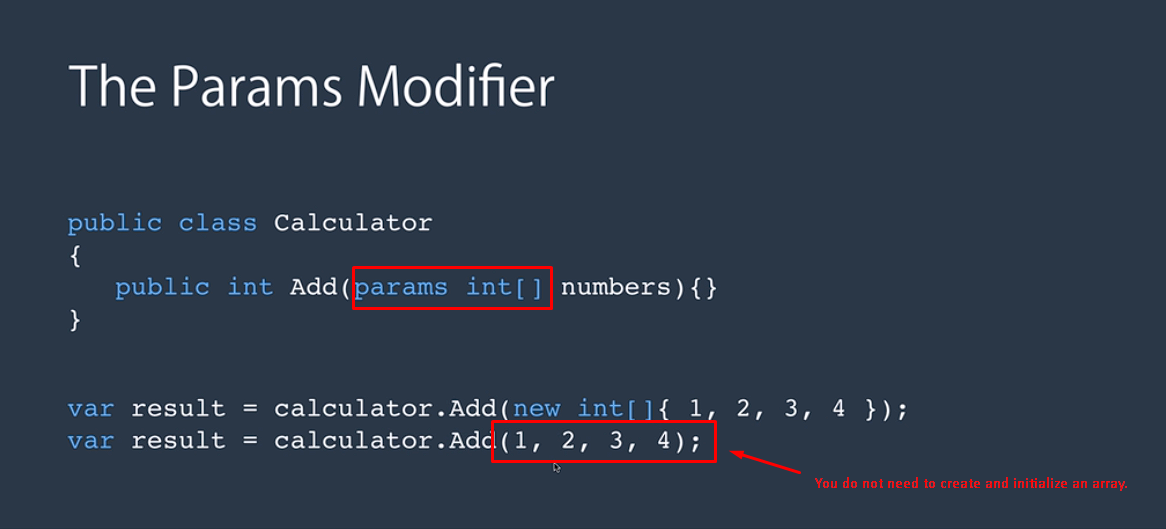 The Params Modifier
public class Calculator
{
public int Add(params int[] numbers){}
}
var result = calculator.Add(new int[]{ 1, 2, 3, 4 });
var result = calculator.Add(1, 2, 3, 4);
You do not need to create and initialize an array.